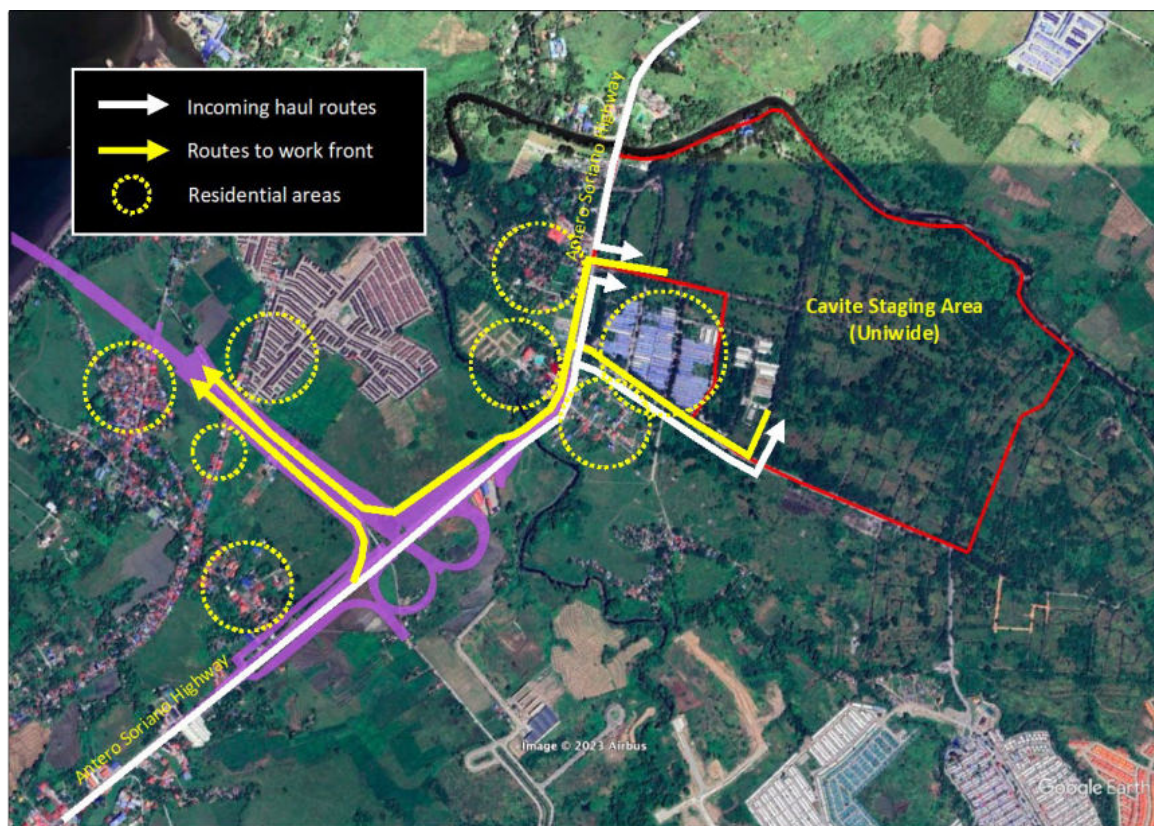 Incoming haul routes
Routes to work front
Residential areas
Antero Soriano Highway
Cavite Staging Area
(Uniwide)
Antero Soriano Highway
Image © 2023 Airbus
Google Earth